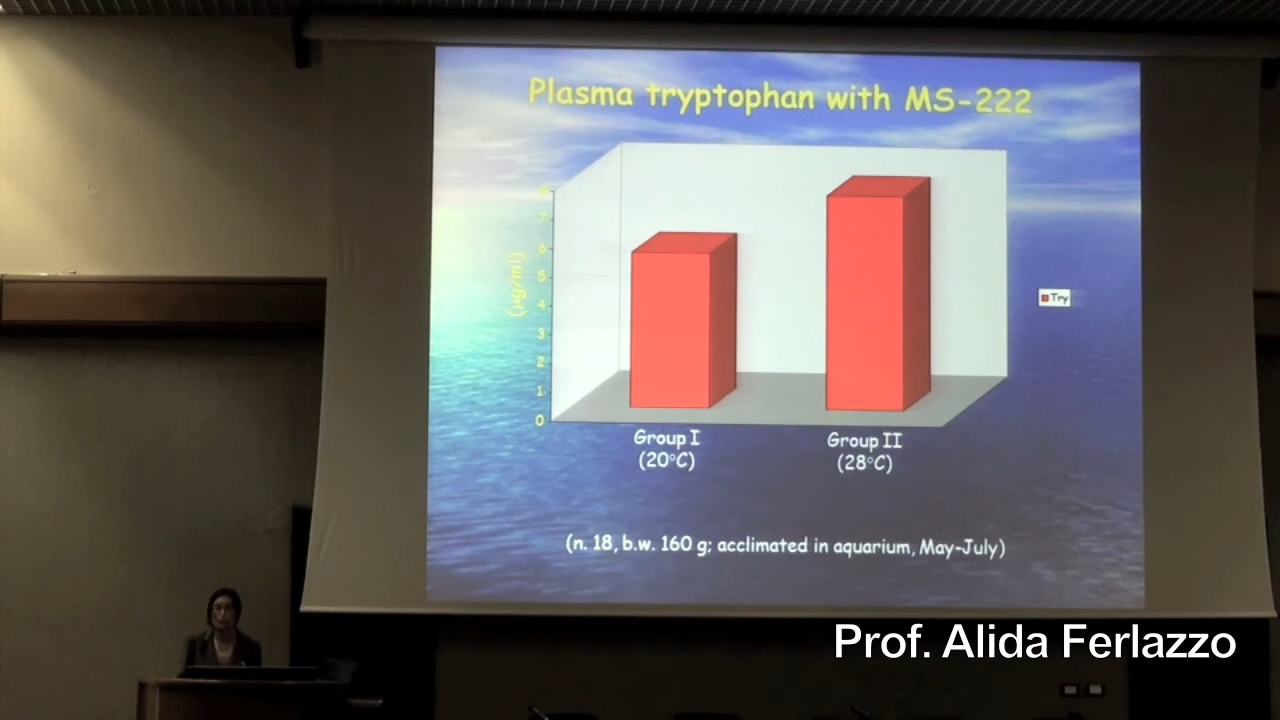 Plasma tryptophan with MS-222
(µg/ml)
8
7
6
5
4
3
2
1
0
Try
Group I
(20°C)
Group II
(28°C)
(n. 18, b.w. 160 g; acclimated in aquarium, May-July)
Prof. Alida Ferlazzo